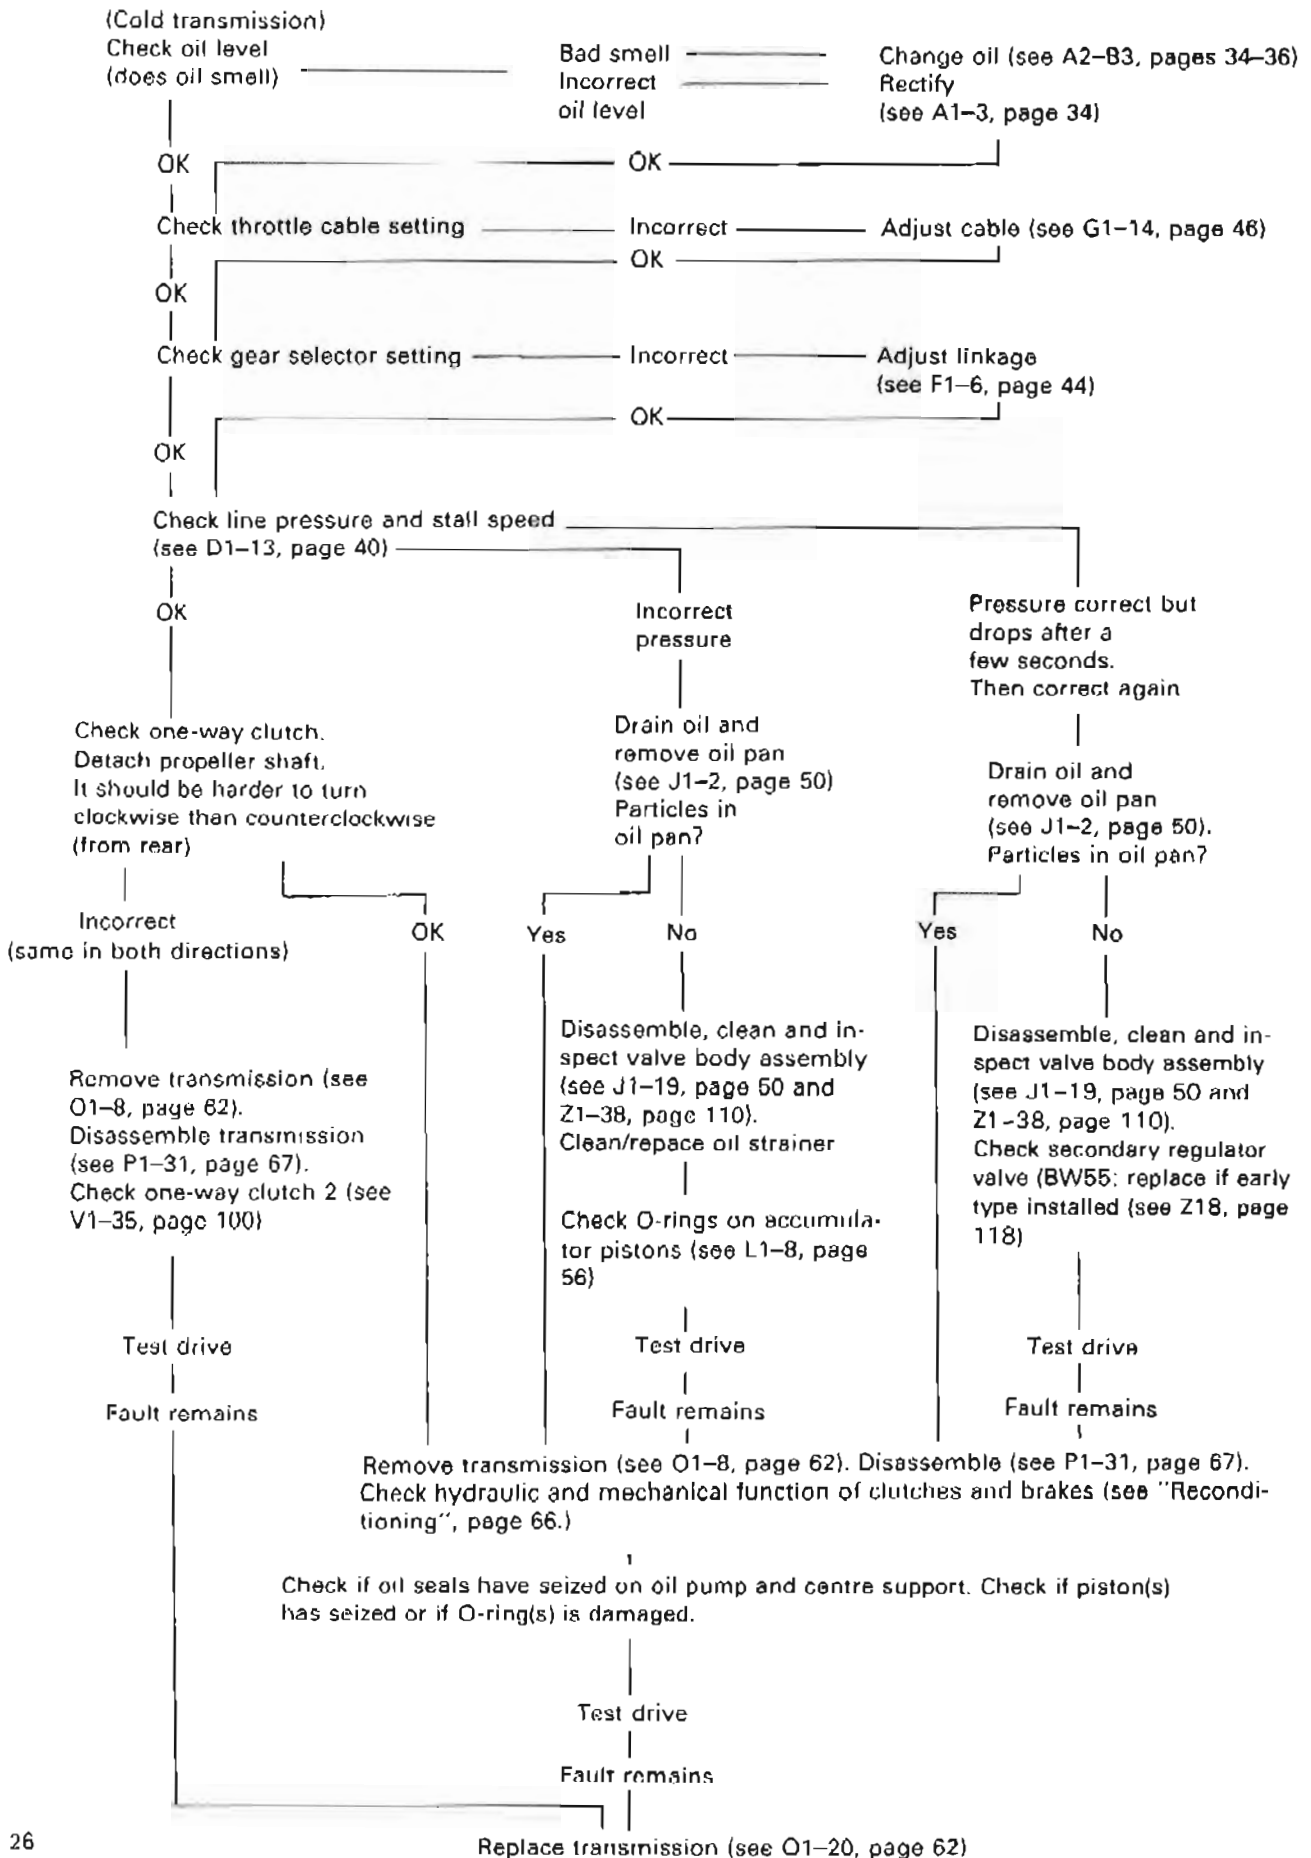 (Cold transmission)
Check oil level
(does oil smell)
Bad smell
Incorrect
oil level
Change oil (see A2–B3, pages 34–36)
Rectify
(see A1–3, page 34)
OK
OK
Check throttle cable setting
Incorrect
Adjust cable (see G1–14, page 46)
OK
OK
Check gear selector setting
Incorrect
Adjust linkage
(see F1–6, page 44)
OK
OK
Check line pressure and stall speed
(see D1–13, page 40)
OK
Incorrect
pressure
Pressure correct but
drops after a
few seconds.
Then correct again
Check one-way clutch.
Detach propeller shaft.
It should be harder to turn
clockwise than counterclockwise
(from rear)
Drain oil and
remove oil pan
(see J1–2, page 50)
Particles in
oil pan?
Drain oil and
remove oil pan
(see J1–2, page 50).
Particles in oil pan?
Incorrect
(same in both directions)
OK
Yes
No
Yes
No
Remove transmission (see
O1–8, page 62).
Disassemble transmission
(see P1–31, page 67).
Check one-way clutch 2 (see
V1–35, page 100)
Disassemble, clean and in-
spect valve body assembly
(see J1–19, page 50 and
Z1–38, page 110).
Clean/repace oil strainer
Check O-rings on accumula-
tor pistons (see L1–8, page
56)
Disassemble, clean and in-
spect valve body assembly
(see J1–19, page 50 and
Z1–38, page 110).
Check secondary regulator
valve (BW55: replace if early
type installed (see Z18, page
118)
Test drive
Test drive
Test drive
Fault remains
Fault remains
Fault remains
Remove transmission (see O1–8, page 62). Disassemble (see P1–31, page 67).
Check hydraulic and mechanical function of clutches and brakes (see "Recondi-
tioning", page 66.)
Check if oil seals have seized on oil pump and centre support. Check if piston(s)
has seized or if O-ring(s) is damaged.
Test drive
Fault remains
Replace transmission (see O1–20, page 62)
26